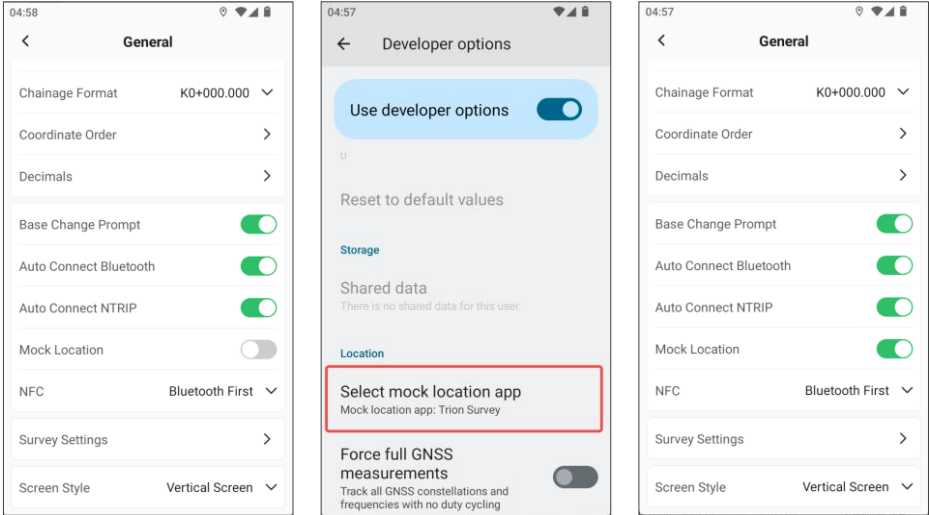 04:58
General
Chainage Format K0+000.000
Coordinate Order
Decimals
Base Change Prompt
Auto Connect Bluetooth
Auto Connect NTRIP
Mock Location
NFC Bluetooth First
Survey Settings
Screen Style Vertical Screen
04:57
Developer options
Use developer options
u
Reset to default values
Storage
Shared data
There is no shared data for this user.
Location
Select mock location app
Mock location app: Trion Survey
Force full GNSS
measurements
Track all GNSS constellations and
frequencies with no duty cycling
04:57
General
Chainage Format K0+000.000
Coordinate Order
Decimals
Base Change Prompt
Auto Connect Bluetooth
Auto Connect NTRIP
Mock Location
NFC Bluetooth First
Survey Settings
Screen Style Vertical Screen